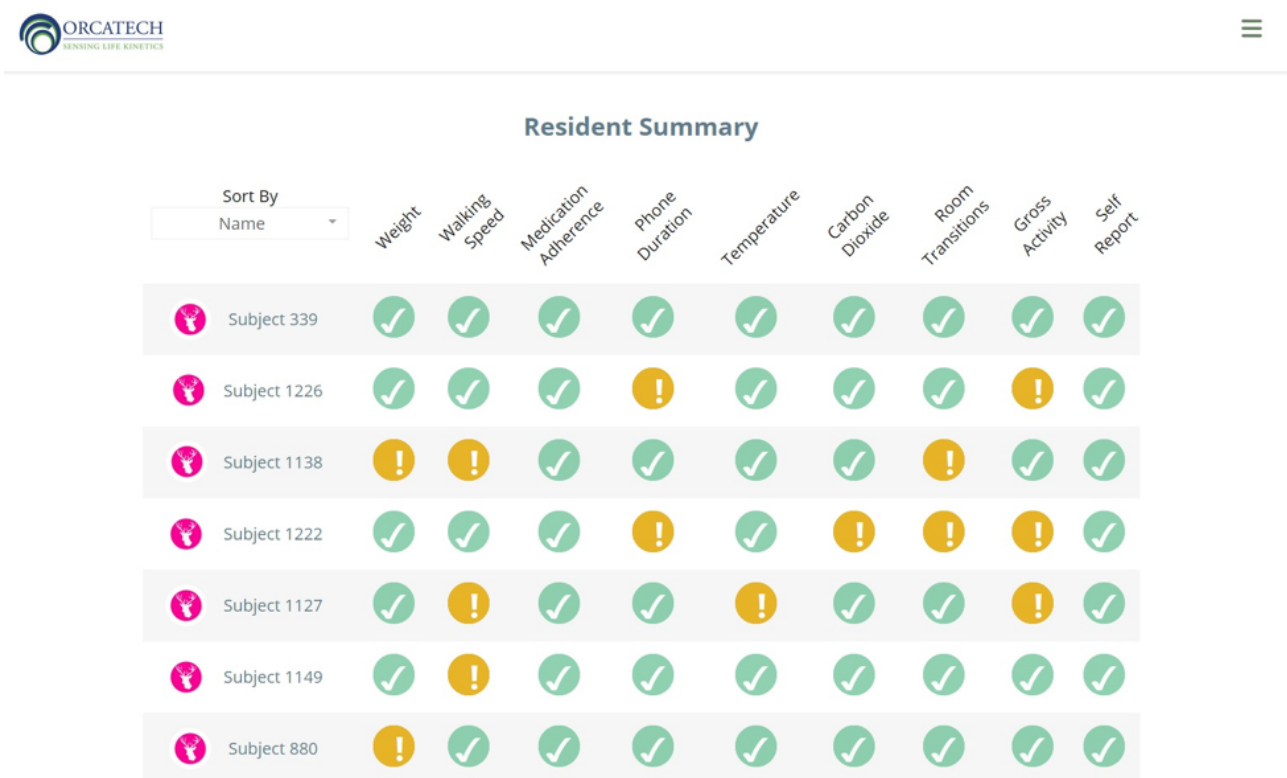 ORCATECH
SENSING LIFE KINETICS
Resident Summary
Sort By
Name
Weight
Walking
Speed
Medication
Adherence
Phone
Duration
Temperature
Carbon
Dioxide
Room
Transitions
Gross
Activity
Self
Report
Subject 339
Subject 1226
Subject 1138
Subject 1222
Subject 1127
Subject 1149
Subject 880